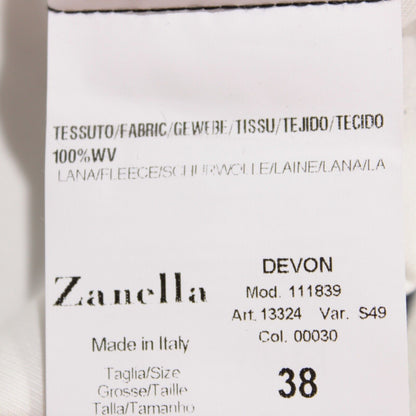 TESSUTO/FABRIC/GEWEBE/TISSU/TEJIDO/TECIDO
100%WV
LANA/FLEECE/SCHURWOLLE/LAINE/LANA/LA
Zanella
Made in Italy
Taglia/Size
Grosse/Taille
Talla/Tamanho
DEVON
Mod. 111839
Art. 13324 Var. S49
Col. 00030
38